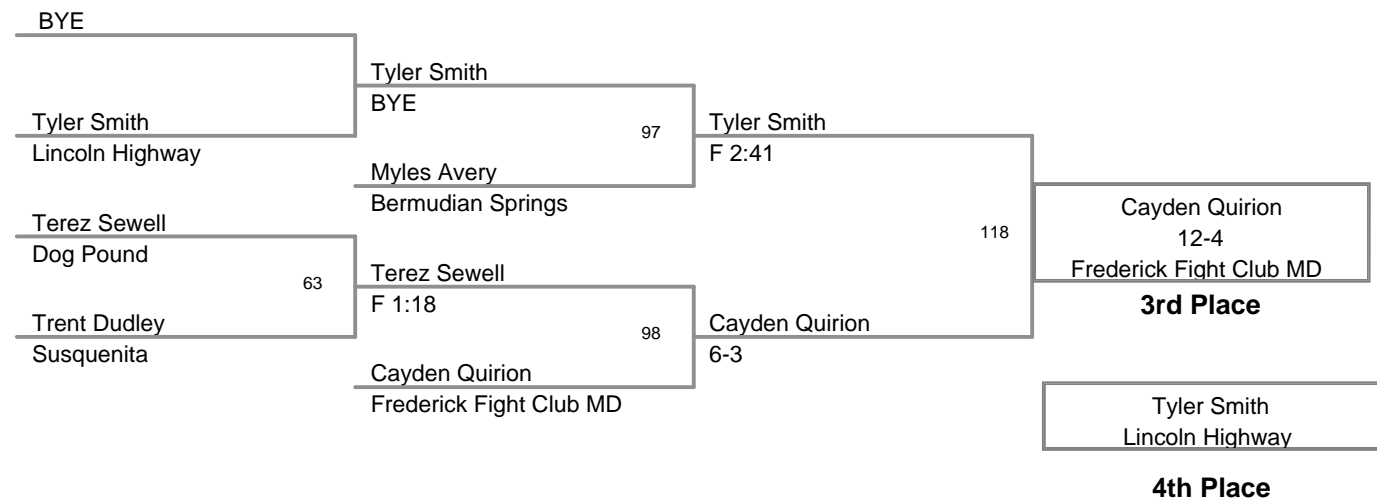 BYE
Tyler Smith
BYE
Tyler Smith
Lincoln Highway
97
Tyler Smith
F 2:41
Myles Avery
Bermudian Springs
Terez Sewell
Dog Pound
118
Cayden Quirion
12-4
Frederick Fight Club MD
3rd Place
63
Terez Sewell
F 1:18
Trent Dudley
Susquenita
98
Cayden Quirion
6-3
Cayden Quirion
Frederick Fight Club MD
Tyler Smith
Lincoln Highway
4th Place